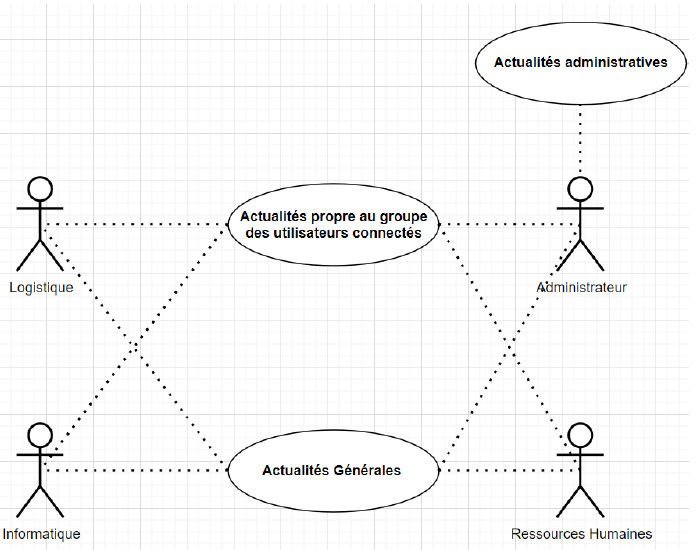 Actualités administratives
Actualités propre au groupe
des utilisateurs connectés
Logistique
Administrateur
Actualités Générales
Informatique
Ressources Humaines